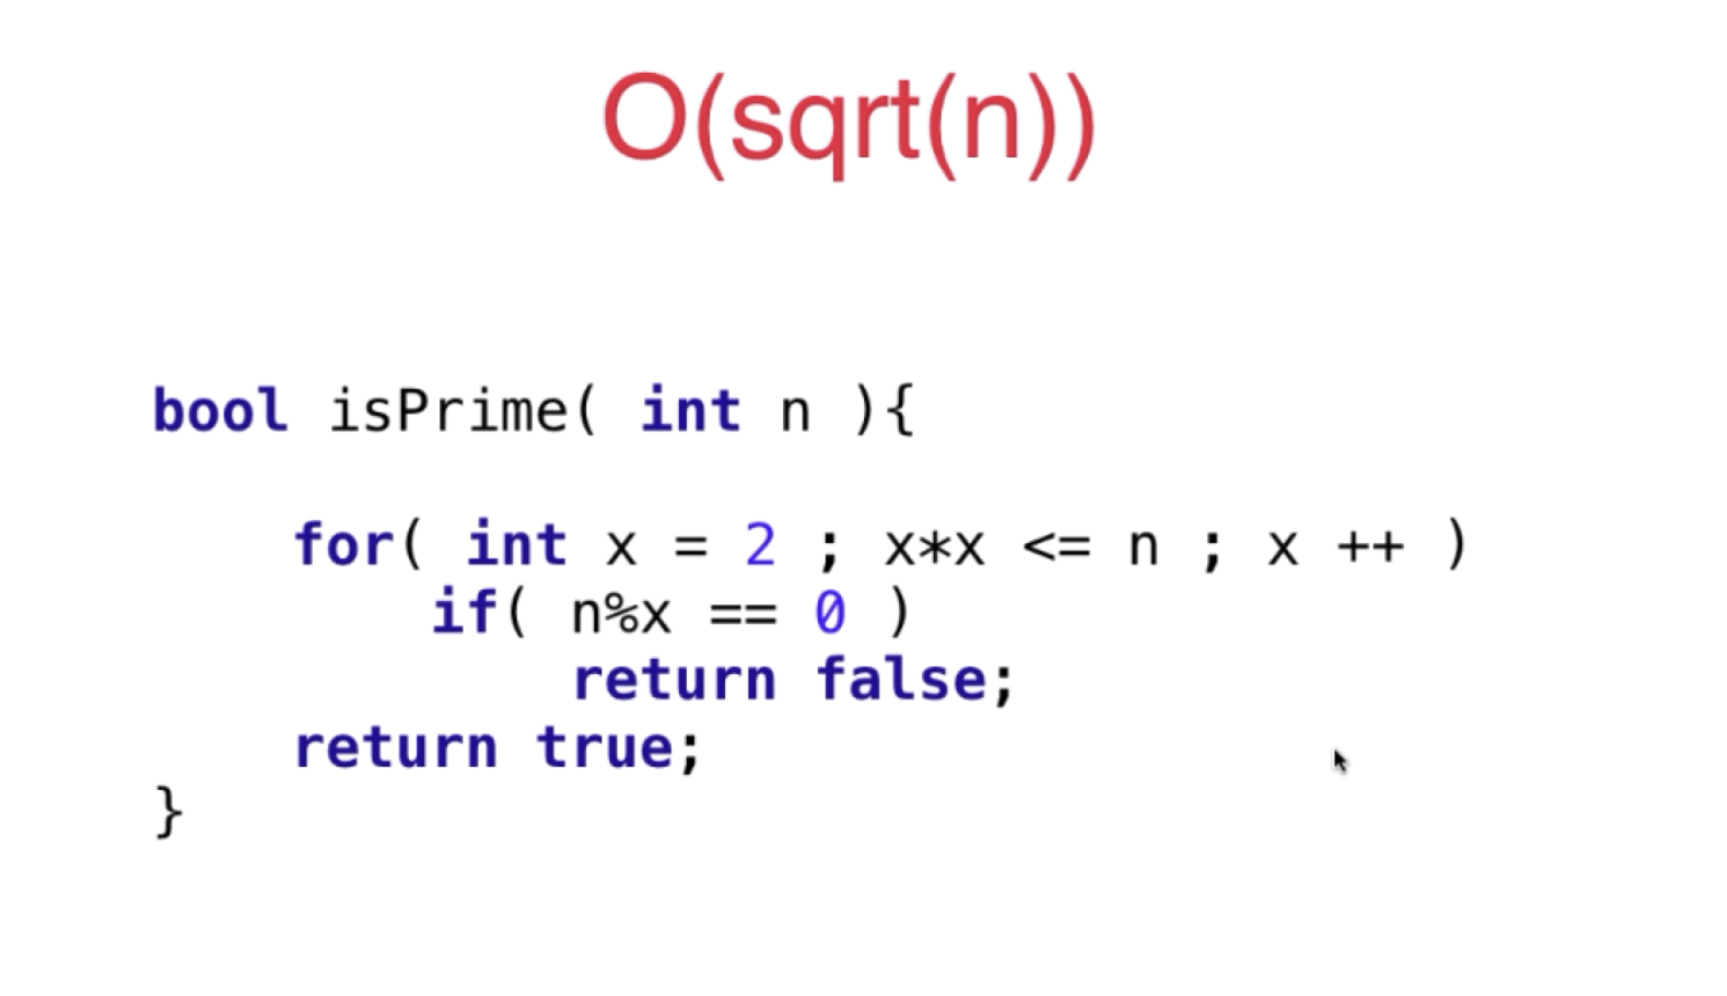 O(sqrt(n))
bool isPrime( int n ){
for( int x = 2 ; x*x <= n ; x ++ )
if( n%x == 0 )
return false;
return true;
}